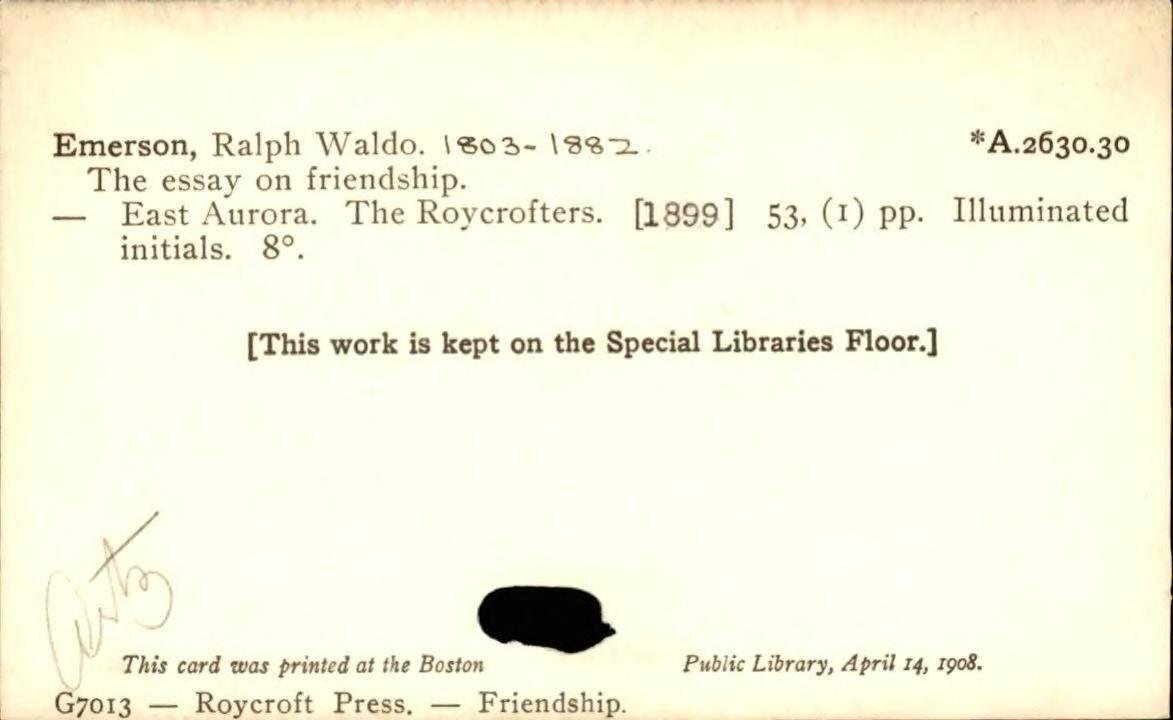 Emerson, Ralph Waldo. 1803-1882. *A.2630.30
The essay on friendship.
— East Aurora. The Roycrofters. [1899] 53, (1) pp. Illuminated
initials. 8°.
[This work is kept on the Special Libraries Floor.]
This card was printed at the Boston Public Library, April 14, 1908.
G7013 — Roycroft Press. — Friendship.